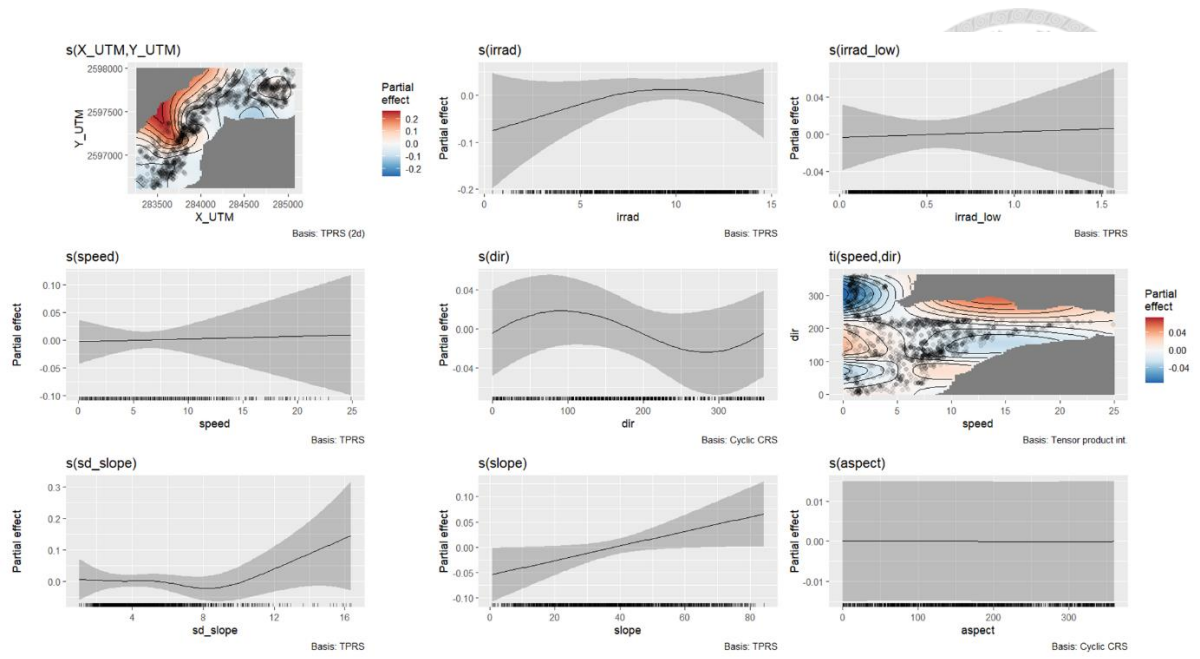 s(X_UTM,Y_UTM)
2598000
2597500
2597000
Y_UTM
283500 284000 284500 285000
X_UTM
Partial
effect
0.2
0.1
0.0
-0.1
-0.2
Basis: TPRS (2d)
s(irrad)
Partial effect
0.0
-0.1
-0.2
0 5 10 15
irrad
Basis: TPRS
s(irrad_low)
Partial effect
0.04
0.00
-0.04
0.0 0.5 1.0 1.5
irrad_low
Basis: TPRS
s(speed)
Partial effect
0.10
0.05
0.00
-0.05
-0.10
0 5 10 15 20 25
speed
Basis: TPRS
s(dir)
Partial effect
0.04
0.00
-0.04
0 100 200 300
dir
Basis: Cyclic CRS
ti(speed,dir)
dir
300
200
100
0
0 5 10 15 20 25
speed
Partial
effect
0.04
0.00
-0.04
Basis: Tensor product int.
s(sd_slope)
Partial effect
0.3
0.2
0.1
0.0
4 8 12 16
sd_slope
Basis: TPRS
s(slope)
Partial effect
0.10
0.05
0.00
-0.05
-0.10
0 20 40 60 80
slope
Basis: TPRS
s(aspect)
Partial effect
0.01
0.00
-0.01
0 100 200 300
aspect
Basis: Cyclic CRS